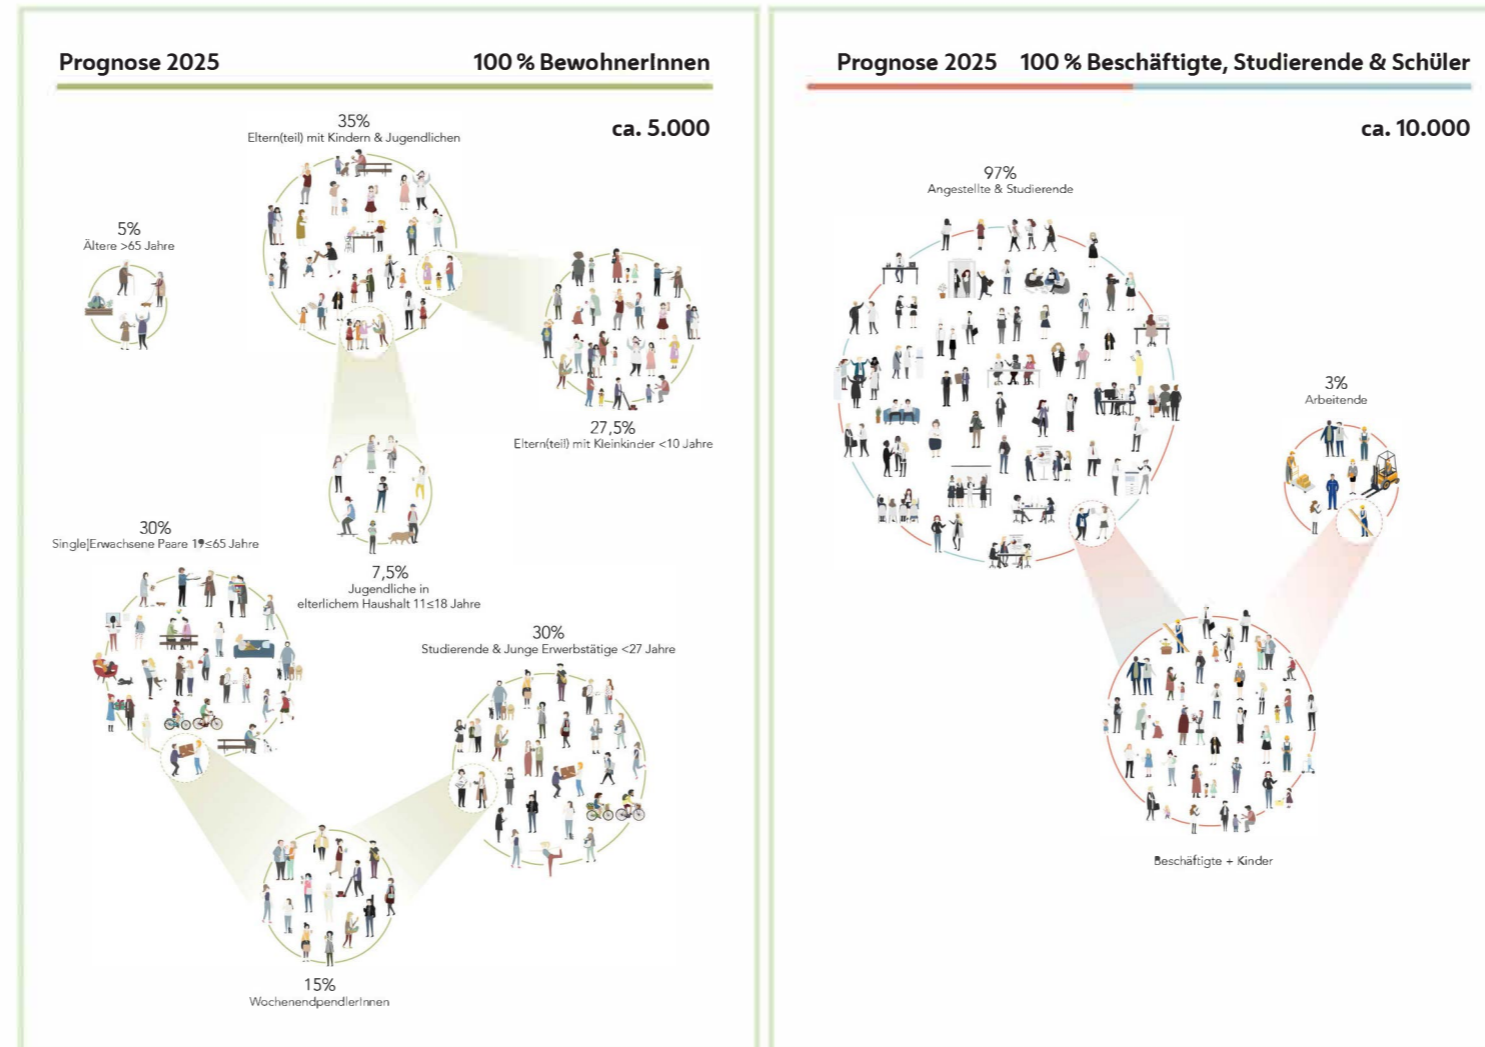 Prognose 2025
100 % BewohnerInnen
ca. 5.000
35%
Eltern(teil) mit Kindern & Jugendlichen
5%
Ältere >65 Jahre
27,5%
Eltern(teil) mit Kleinkinder <10 Jahre
30%
Single|Erwachsene Paare 19≤65 Jahre
7,5%
Jugendliche in
elterlichem Haushalt 11≤18 Jahre
30%
Studierende & Junge Erwerbstätige <27 Jahre
15%
WochenendpendlerInnen
Prognose 2025
100 % Beschäftigte, Studierende & Schüler
ca. 10.000
97%
Angestellte & Studierende
3%
Arbeitende
Beschäftigte + Kinder